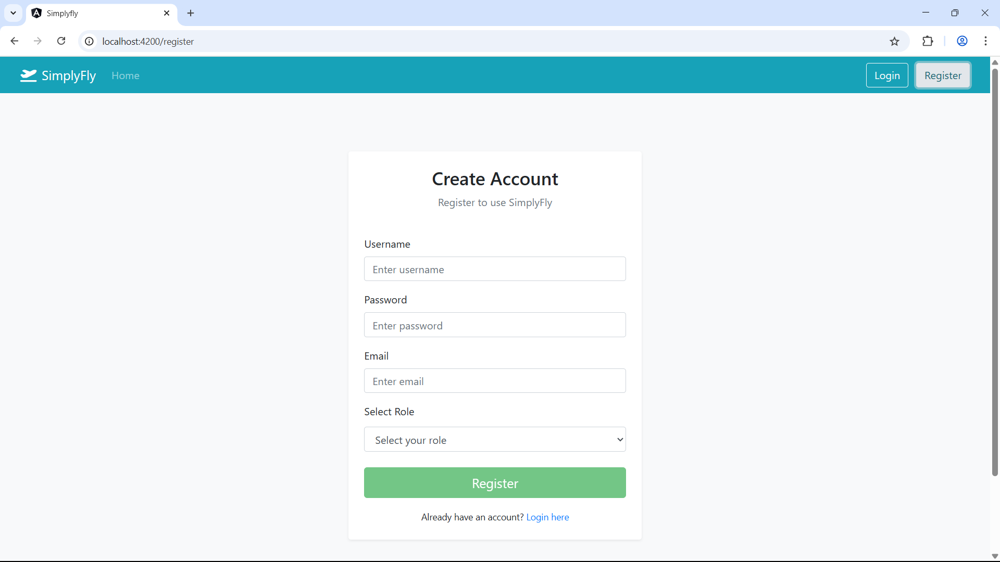 Simplyfly
localhost:4200/register
SimplyFly Home Login Register
Create Account
Register to use SimplyFly
Username
Enter username
Password
Enter password
Email
Enter email
Select Role
Select your role
Register
Already have an account? Login here